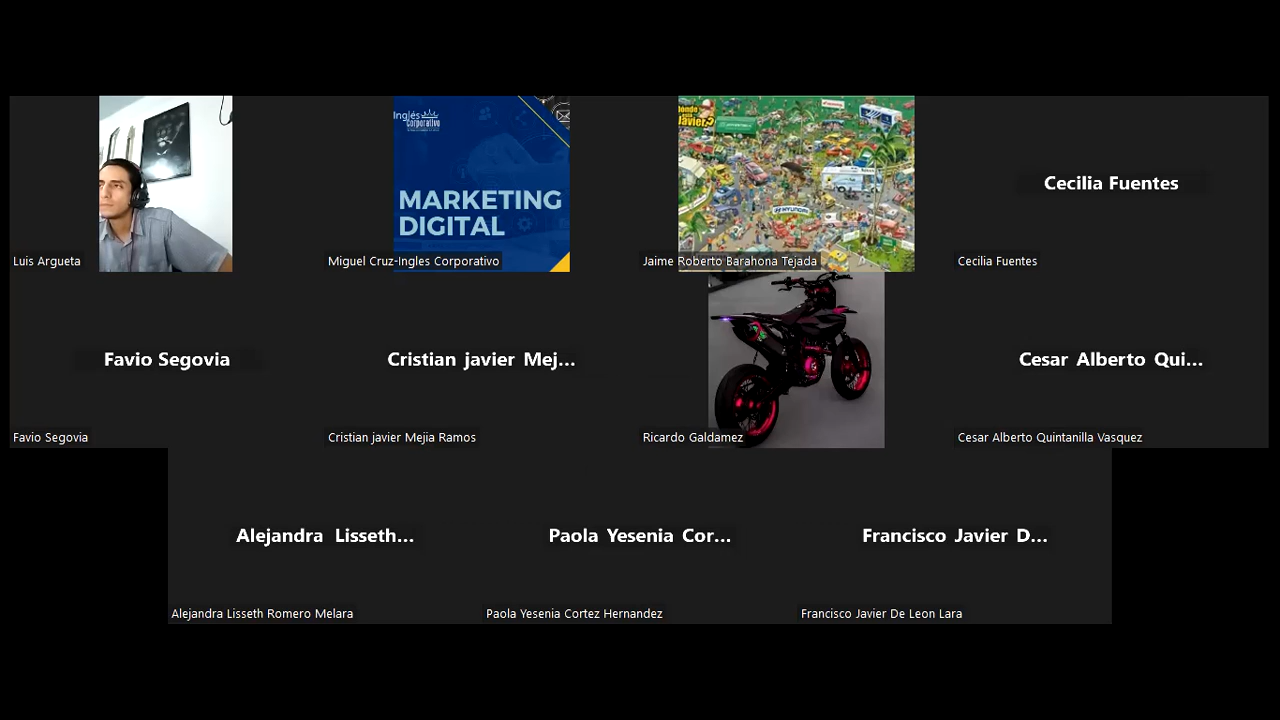 Inglés
Corporativo
MARKETING
DIGITAL
Dónde
Javier?
HYUNDAI
Cecilia Fuentes
Luis Argueta
Miguel Cruz-Ingles Corporativo
Jaime Roberto Barahona Tejada
Cecilia Fuentes
Favio Segovia
Cristian javier Mej...
Cesar Alberto Qui...
Favio Segovia
Cristian javier Mejia Ramos
Ricardo Galdamez
Cesar Alberto Quintanilla Vasquez
Alejandra Lisseth...
Paola Yesenia Cor...
Francisco Javier D...
Alejandra Lisseth Romero Melara
Paola Yesenia Cortez Hernandez
Francisco Javier De Leon Lara